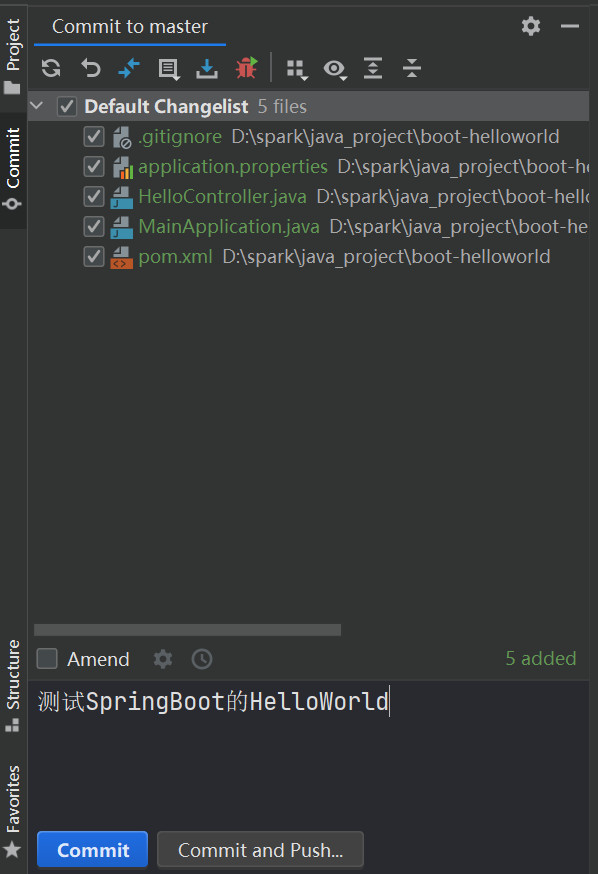 Commit to master
Project
Commit
Default Changelist 5 files
.gitignore D:\spark\java_project\boot-helloworld
application.properties D:\spark\java_project\boot-he
HelloController.java D:\spark\java_project\boot-hello
MainApplication.java D:\spark\java_project\boot-he
pom.xml D:\spark\java_project\boot-helloworld
Structure
Favorites
Amend 5 added
测试SpringBoot的HelloWorld
Commit Commit and Push...